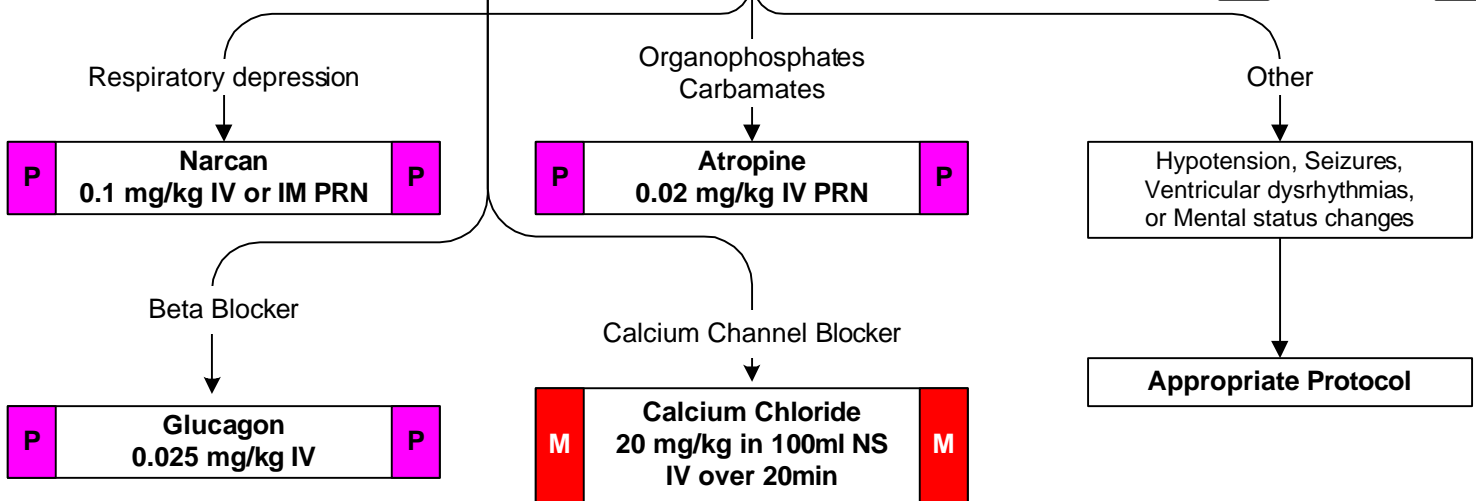 Respiratory depression
Organophosphates
Carbamates
Other
P
Narcan
0.1 mg/kg IV or IM PRN
P
P
Atropine
0.02 mg/kg IV PRN
P
Hypotension, Seizures,
Ventricular dysrhythmias,
or Mental status changes
Beta Blocker
Calcium Channel Blocker
P
Glucagon
0.025 mg/kg IV
P
M
Calcium Chloride
20 mg/kg in 100ml NS
IV over 20min
M
Appropriate Protocol